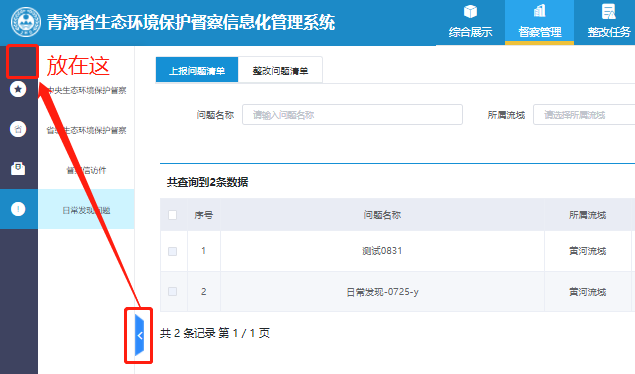 青海省生态环境保护督察信息化管理系统
综合展示
督察管理
整改任务
放在这
上报问题清单
整改问题清单
中央生态环境保护督察
问题名称
请输入问题名称
所属流域
请选择所属流域
省
省级生态环境保护督察
督察信访件
共查询到2条数据
日常发现问题
序号
问题名称
所属流域
1
测试0831
黄河流域
2
日常发现-0725-y
黄河流域
共 2 条记录 第 1 / 1 页